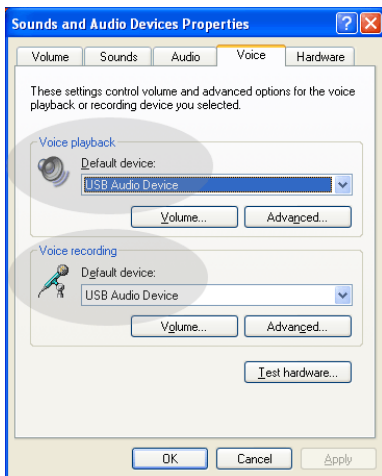 Sounds and Audio Devices Properties
Volume Sounds Audio Voice Hardware
These settings control volume and advanced options for the voice
playback or recording device you selected.
Voice playback
Default device:
USB Audio Device
Volume... Advanced...
Voice recording
Default device:
USB Audio Device
Volume... Advanced...
Test hardware...
OK Cancel Apply